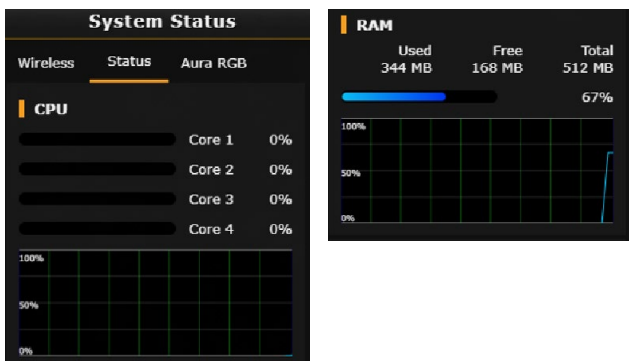 System Status
Wireless Status Aura RGB
CPU
Core 1 0%
Core 2 0%
Core 3 0%
Core 4 0%
100%
50%
0%
RAM
Used Free Total
344 MB 168 MB 512 MB
67%
100%
50%
0%